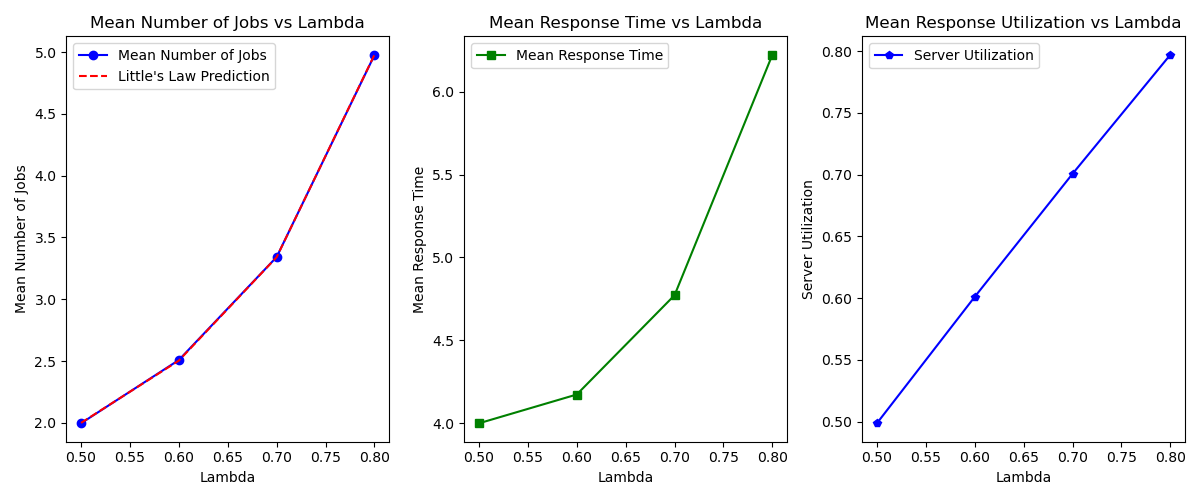 Mean Number of Jobs vs Lambda
Mean Number of Jobs
Little's Law Prediction
5.0
4.5
4.0
3.5
3.0
2.5
2.0
Mean Number of Jobs
0.50 0.55 0.60 0.65 0.70 0.75 0.80
Lambda
Mean Response Time vs Lambda
Mean Response Time
6.0
5.5
5.0
4.5
4.0
Mean Response Time
0.50 0.55 0.60 0.65 0.70 0.75 0.80
Lambda
Mean Response Utilization vs Lambda
Server Utilization
0.80
0.75
0.70
0.65
0.60
0.55
0.50
Server Utilization
0.50 0.55 0.60 0.65 0.70 0.75 0.80
Lambda